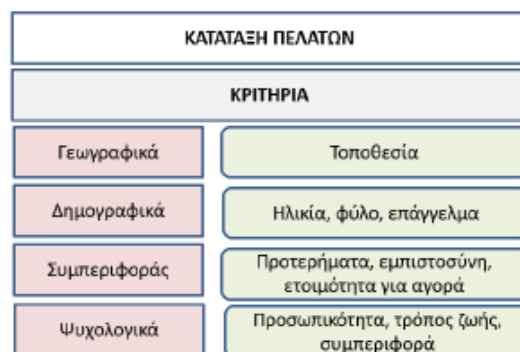 ΚΑΤΑΤΑΞΗ ΠΕΛΑΤΩΝ
ΚΡΙΤΗΡΙΑ
Γεωγραφικά
Τοποθεσία
Δημογραφικά
Ηλικία, φύλο, επάγγελμα
Συμπεριφοράς
Προτερήματα, εμπιστοσύνη,
ετοιμότητα για αγορά
Ψυχολογικά
Προσωπικότητα, τρόπος ζωής,
συμπεριφορά